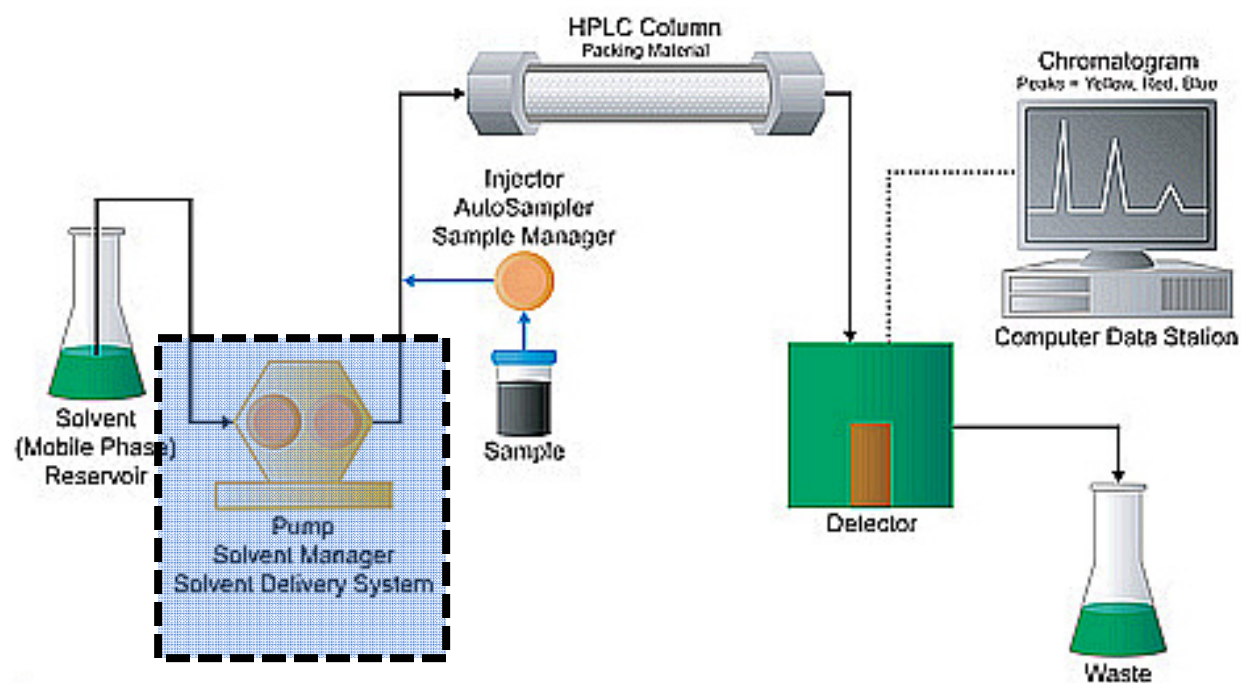 HPLC Column
Packing Material
Chromatogram
Peaks = Yellow, Red, Blue
Injector
AutoSampler
Sample Manager
Solvent
(Mobile Phase)
Reservoir
Sample
Pump
Solvent Manager
Solvent Delivery System
Computer Data Station
Detector
Waste